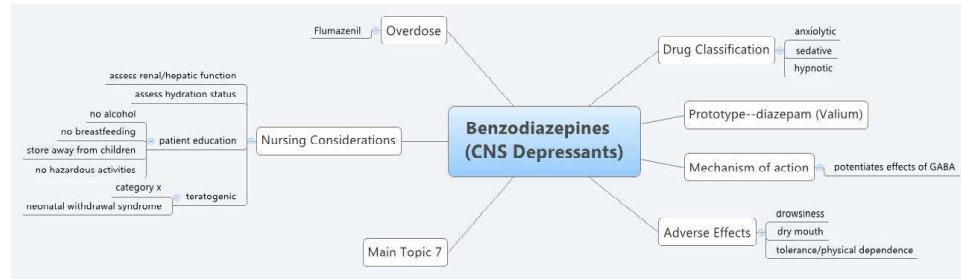 Benzodiazepines
(CNS Depressants)
Overdose
Flumazenil
Drug Classification
anxiolytic
sedative
hypnotic
Prototype--diazepam (Valium)
Mechanism of action
potentiates effects of GABA
Adverse Effects
drowsiness
dry mouth
tolerance/physical dependence
Main Topic 7
Nursing Considerations
assess renal/hepatic function
assess hydration status
patient education
no alcohol
no breastfeeding
store away from children
no hazardous activities
teratogenic
category x
neonatal withdrawal syndrome